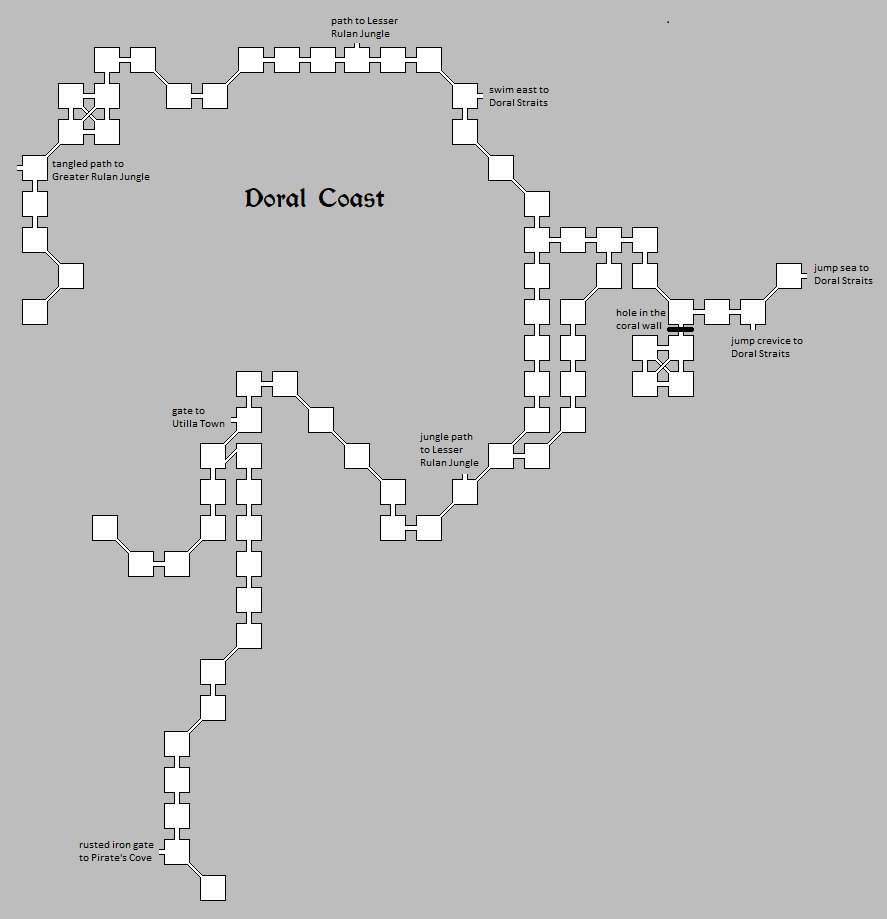 path to Lesser
Rulan Jungle
swim east to
Doral Straits
tangled path to
Greater Rulan Jungle
Doral Coast
jump sea to
Doral Straits
hole in the
coral wall
jump crevice to
Doral Straits
gate to
Utilla Town
jungle path
to Lesser
Rulan Jungle
rusted iron gate
to Pirate's Cove